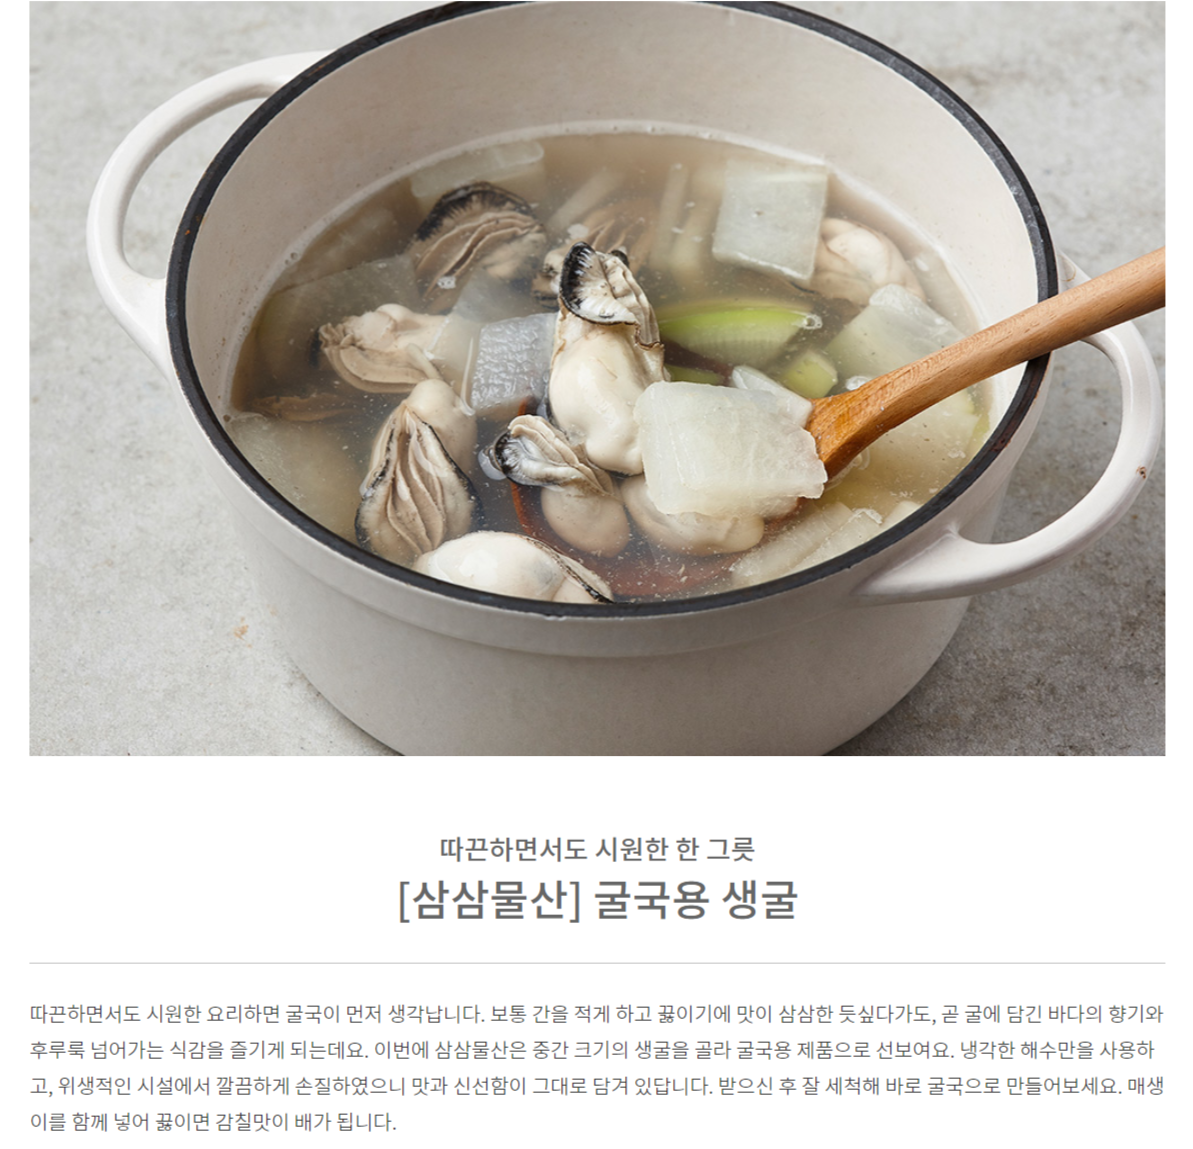 따끈하면서도 시원한 한 그릇
[삼삼물산] 굴국용 생굴
따끈하면서도 시원한 요리하면 굴국이 먼저 생각납니다. 보통 간을 적게 하고 끓이기에 맛이 삼삼한 듯싶다가도, 곧 굴에 담긴 바다의 향기와
후루룩 넘어가는 식감을 즐기게 되는데요. 이번에 삼삼물산은 중간 크기의 생굴을 골라 굴국용 제품으로 선보여요. 냉각한 해수만을 사용하
고, 위생적인 시설에서 깔끔하게 손질하였으니 맛과 신선함이 그대로 담겨 있답니다. 받으신 후 잘 세척해 바로 굴국으로 만들어보세요. 매생
이를 함께 넣어 끓이면 감칠맛이 배가 됩니다.